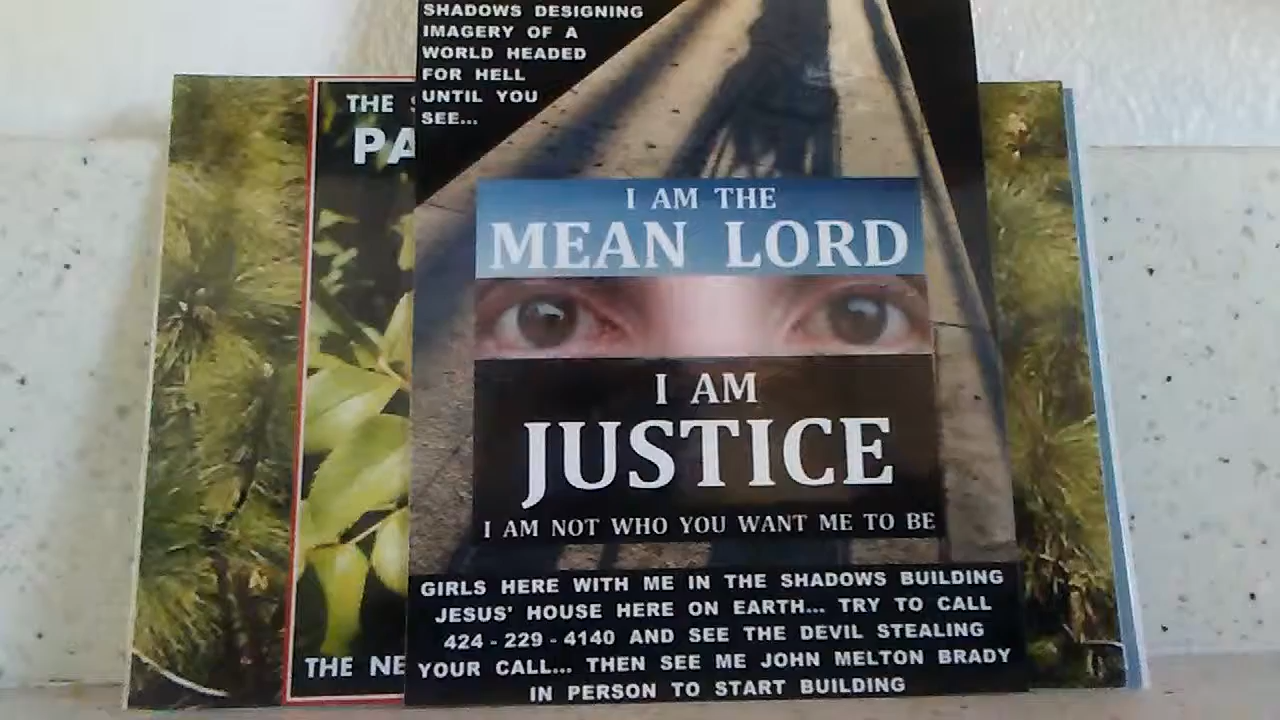 SHADOWS DESIGNING
IMAGERY OF A
WORLD HEADED
FOR HELL
UNTIL YOU
SEE...
THE
PA
I AM THE
MEAN LORD
I AM
JUSTICE
I AM NOT WHO YOU WANT ME TO BE
GIRLS HERE WITH ME IN THE SHADOWS BUILDING
JESUS' HOUSE HERE ON EARTH... TRY TO CALL
424 - 229 - 4140 AND SEE THE DEVIL STEALING
YOUR CALL... THEN SEE ME JOHN MELTON BRADY
IN PERSON TO START BUILDING
THE NE